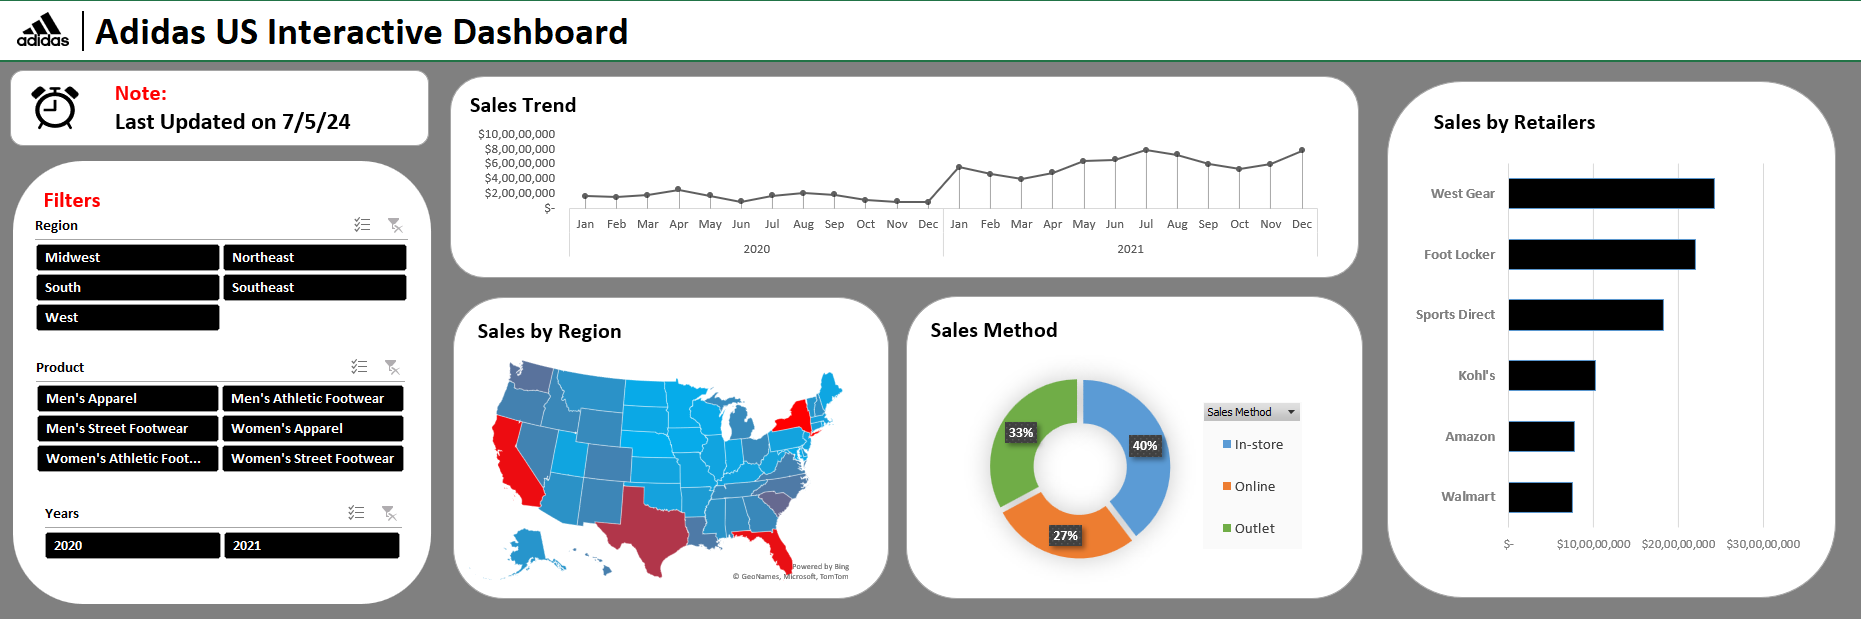 adidas
Adidas US Interactive Dashboard
Note:
Last Updated on 7/5/24
Filters
Region
Midwest
Northeast
South
Southeast
West
Product
Men's Apparel
Men's Athletic Footwear
Men's Street Footwear
Women's Apparel
Women's Athletic Foot...
Women's Street Footwear
Years
2020
2021
Sales Trend
$10,00,00,000
$8,00,00,000
$6,00,00,000
$4,00,00,000
$2,00,00,000
$-
Jan Feb Mar Apr May Jun Jul Aug Sep Oct Nov Dec Jan Feb Mar Apr May Jun Jul Aug Sep Oct Nov Dec
2020 2021
Sales by Region
Powered by Bing
© GeoNames, Microsoft, TomTom
Sales Method
33%
40%
27%
Sales Method
In-store
Online
Outlet
Sales by Retailers
West Gear
Foot Locker
Sports Direct
Kohl's
Amazon
Walmart
$- $10,00,00,000 $20,00,00,000 $30,00,00,000